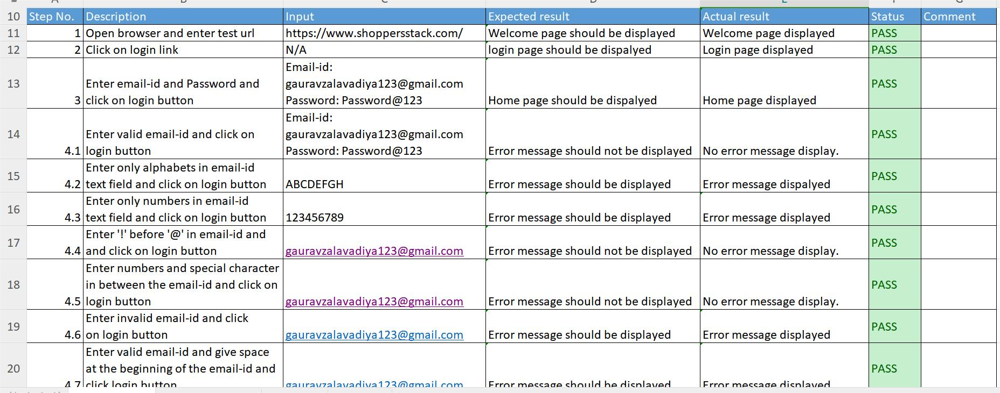 10 Step No. Description Input Expected result Actual result Status Comment
11 1 Open browser and enter test url https://www.shoppersstack.com/ Welcome page should be displayed Welcome page displayed PASS
12 2 Click on login link N/A login page should be dispalyed Login page displayed PASS
Email-id:
13 Enter email-id and Password and gauravzalavadiya123@gmail.com PASS
3 click on login button Password: Password@123 Home page should be dispalyed Home page displayed
Email-id:
14 Enter valid email-id and click on gauravzalavadiya123@gmail.com PASS
4.1 login button Password: Password@123 Error message should not be displayed No error message display.
Enter only alphabets in email-id
15 PASS
4.2 text field and click on login button ABCDEFGH Error message should be displayed Error message dispalyed
Enter only numbers in email-id
16 PASS
4.3 text field and click on login button 123456789 Error message should be displayed Error message displayed
Enter '!' before '@' in email-id and
17 PASS
4.4 and click on login button gauravzalavadiya123@gmail.com Error message should not be displayed No error message display.
Enter numbers and special character
18 in between the email-id and click on PASS
4.5 login button gauravzalavadiya123@gmail.com Error message should not be displayed No error message display.
Enter invalid email-id and click
19 PASS
4.6 on login button gauravzalavadiya123@gmail.com Error message should be displayed Error message displayed
Enter valid email-id and give space
20 at the beginning of the email-id and PASS
4.7 click login button gauravzalavadiya123@gmail.com Error message should be displayed Error message displayed